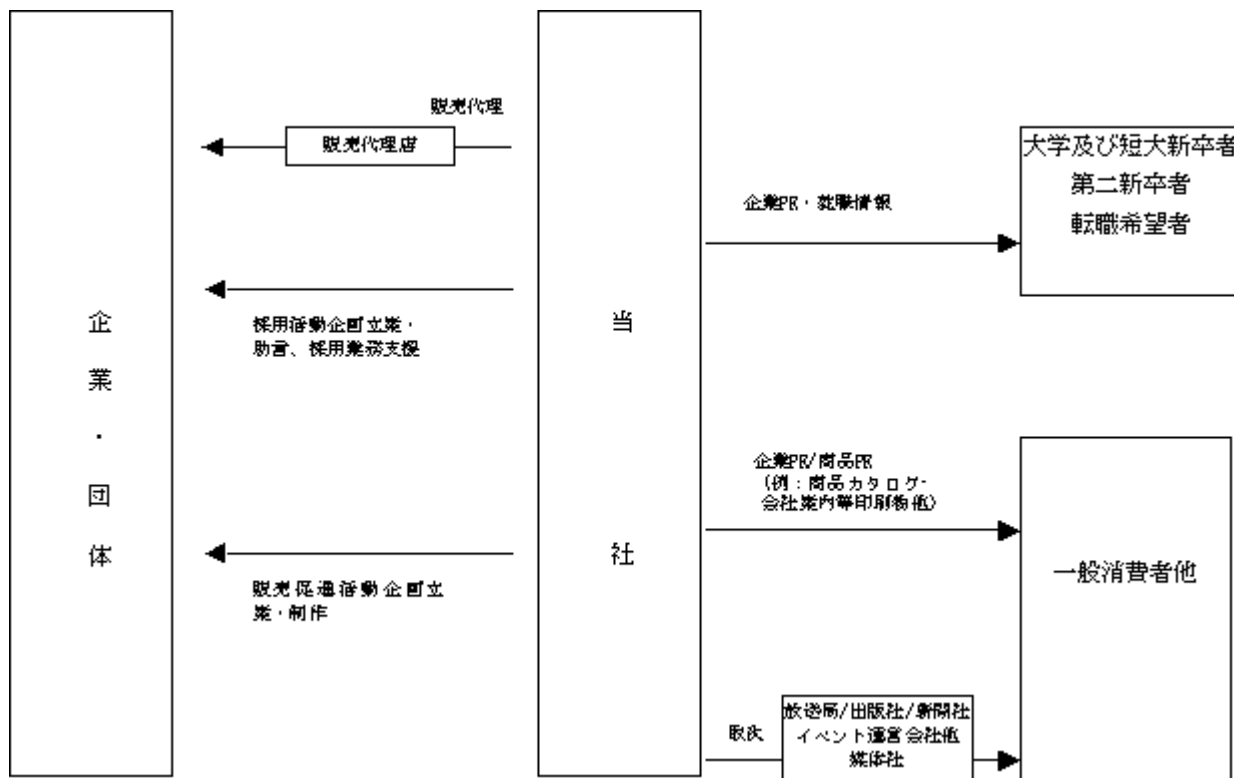 企業・団体
販売代理
販売代理店
採用活動企画立案・
助言、採用業務支援
販売促進活動企画立
案・制作
当社
企業PR・就職情報
大学及び短大新卒者
第二新卒者
転職希望者
企業PR/商品PR
(例:商品カタログ・
会社案内等印刷物他)
一般消費者他
取次
放送局/出版社/新聞社
イベント運営会社他
媒体社